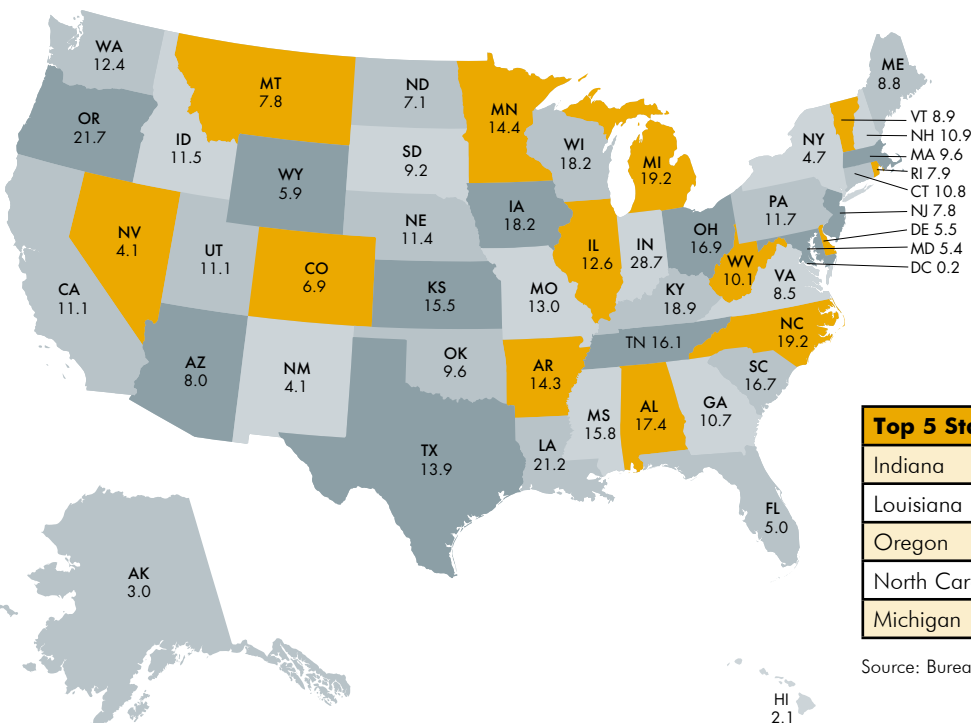 WA
12.4
MT
7.8
ND
7.1
MN
14.4
ME
8.8
OR
21.7
ID
11.5
SD
9.2
WI
18.2
MI
19.2
NY
4.7
VT 8.9
NH 10.9
MA 9.6
RI 7.9
CT 10.8
NJ 7.8
DE 5.5
MD 5.4
DC 0.2
WY
5.9
IA
18.2
NE
11.4
PA
11.7
NV
4.1
UT
11.1
CO
6.9
IL
12.6
IN
28.7
OH
16.9
WV
10.1
VA
8.5
CA
11.1
KS
15.5
MO
13.0
KY
18.9
NC
19.2
TN 16.1
AZ
8.0
NM
4.1
OK
9.6
AR
14.3
SC
16.7
MS
15.8
AL
17.4
GA
10.7
TX
13.9
LA
21.2
FL
5.0
AK
3.0
HI
2.1
Top 5 Sta
Indiana
Louisiana
Oregon
North Car
Michigan
Source: Burea